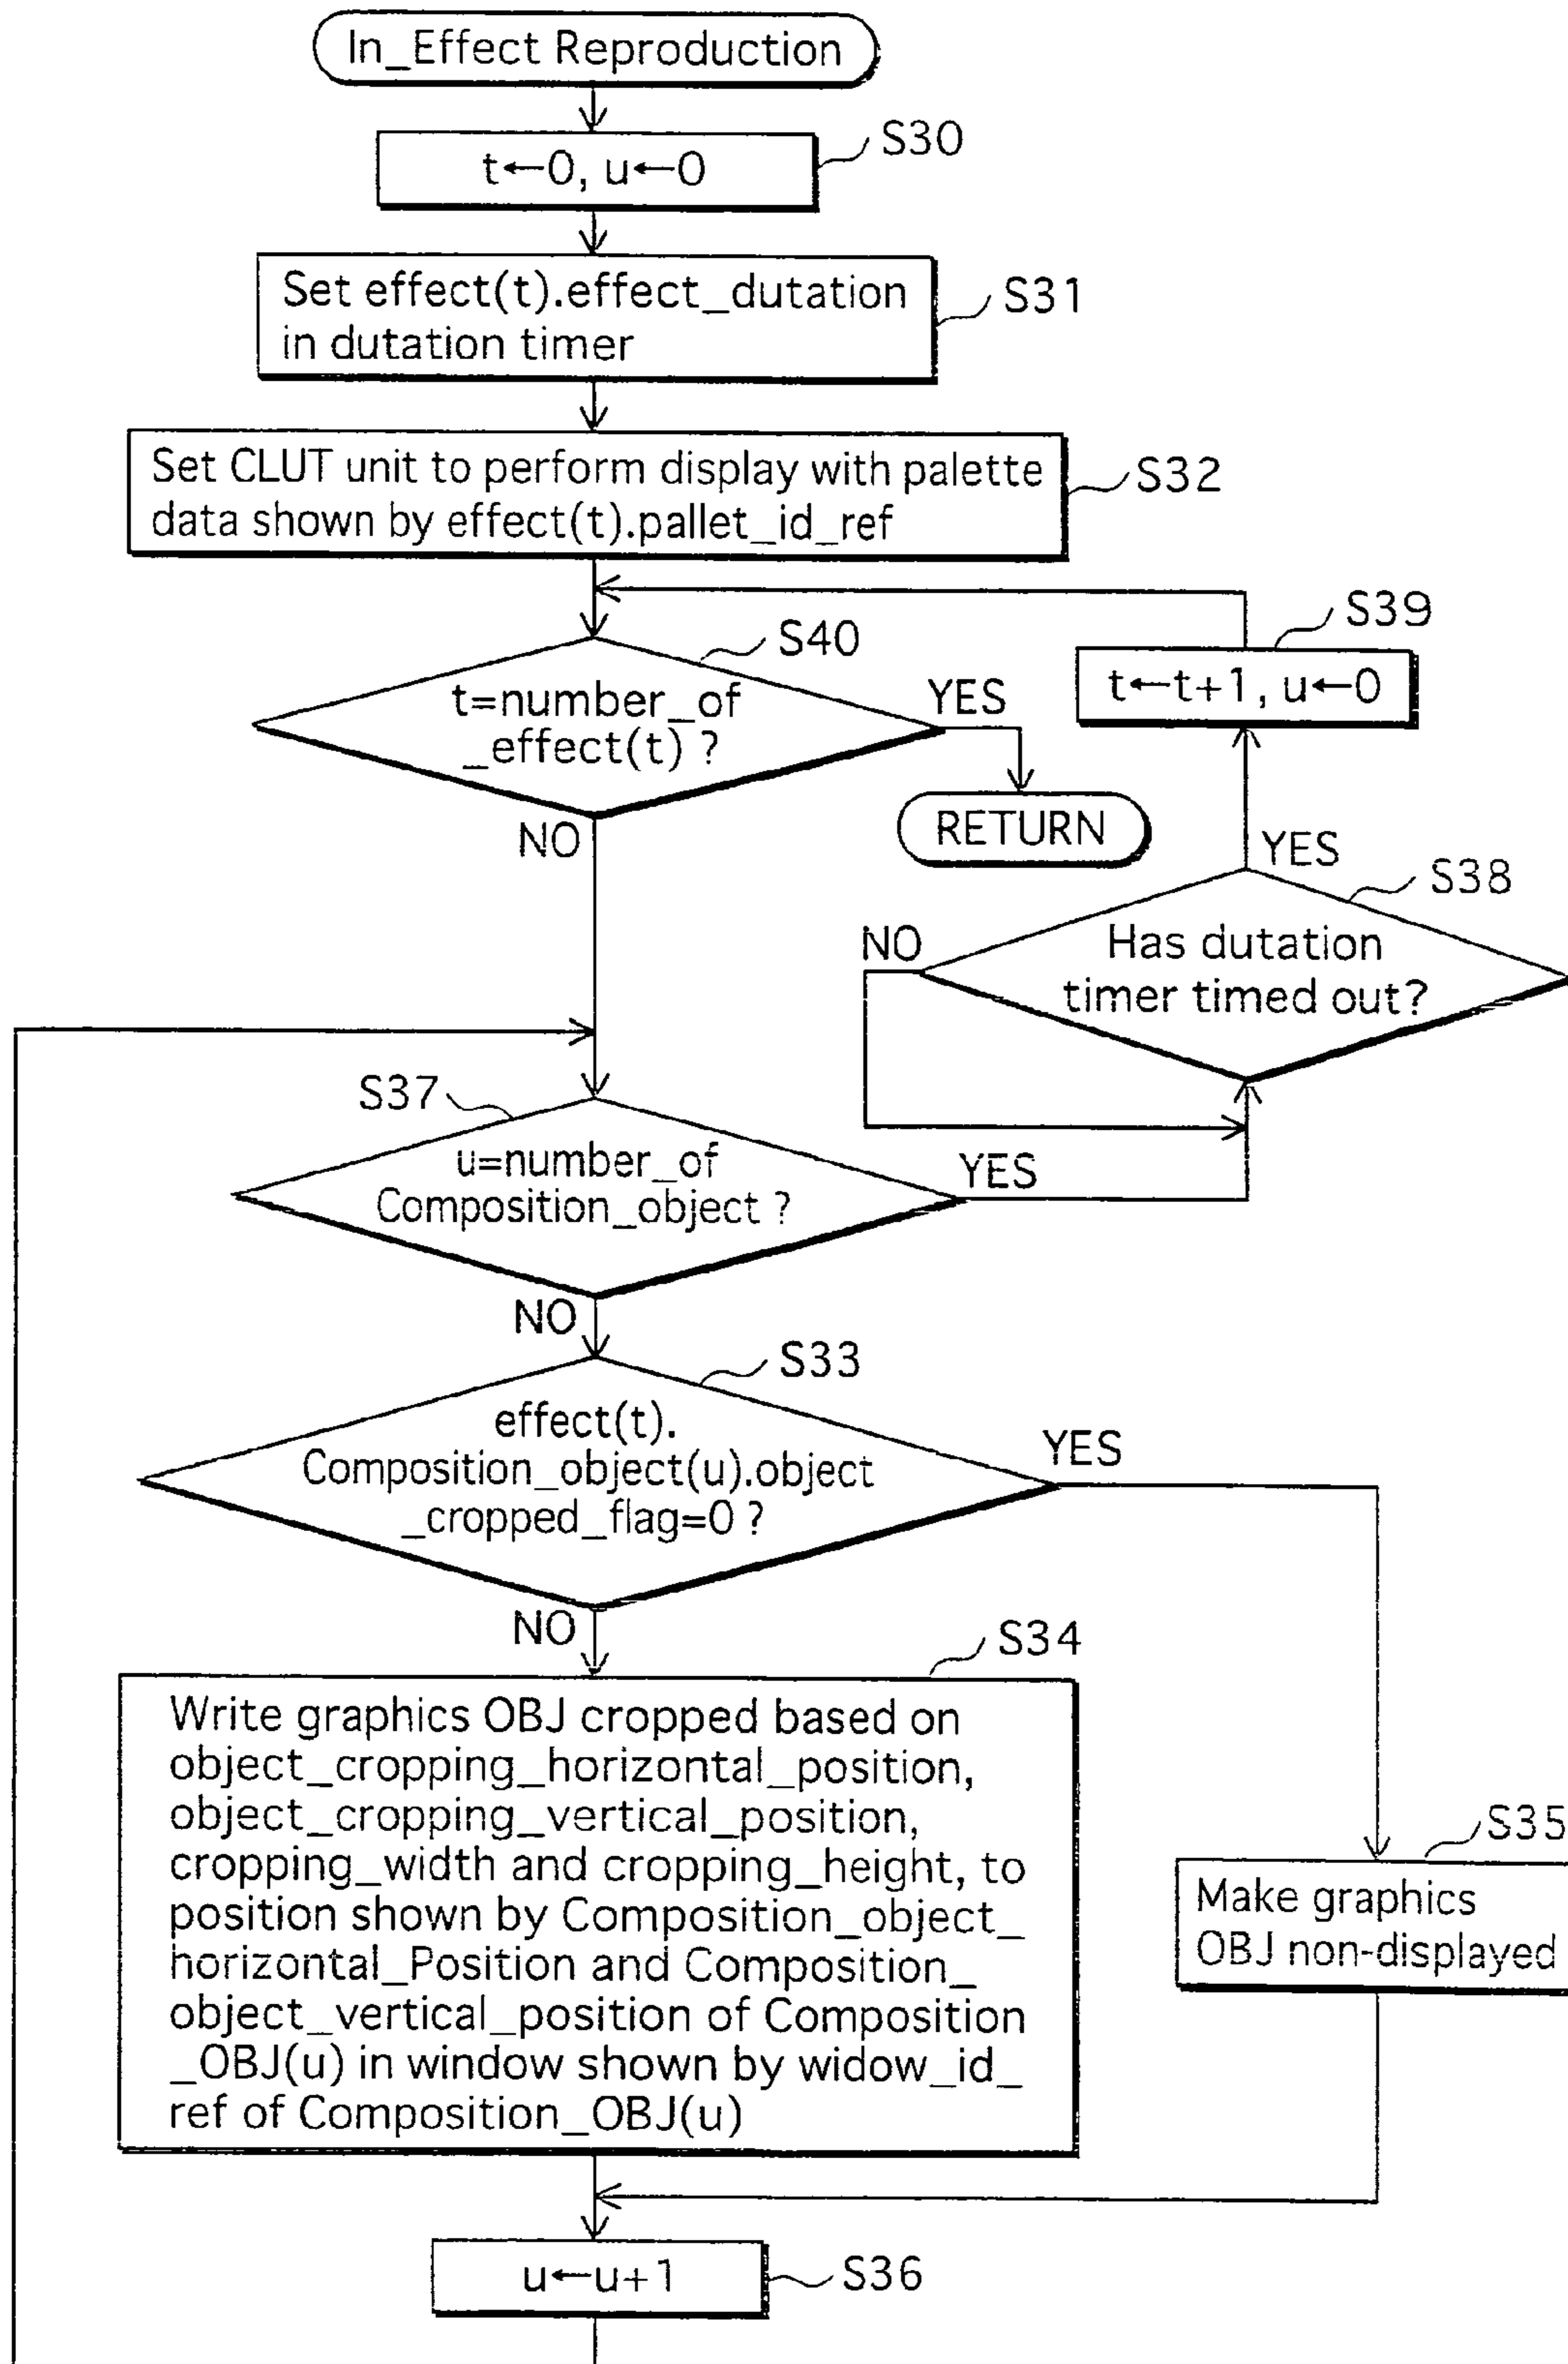 In_Effect Reproduction
S30
t←0, u←0
S31
Set effect(t).effect_dutation
in dutation timer
S32
Set CLUT unit to perform display with palette
data shown by effect(t).pallet_id_ref
S39
t←t+1, u←0
S40
t=number_of
_effect(t) ?
YES
NO
RETURN
YES
S38
Has dutation
timer timed out?
NO
S37
u=number_of
Composition_object ?
YES
NO
S33
effect(t).
Composition_object(u).object
_cropped_flag=0 ?
YES
NO
S34
Write graphics OBJ cropped based on
object_cropping_horizontal_position,
object_cropping_vertical_position,
cropping_width and cropping_height, to
position shown by Composition_object_
horizontal_Position and Composition_
object_vertical_position of Composition
_OBJ(u) in window shown by widow_id_
ref of Composition_OBJ(u)
S35
Make graphics
OBJ non-displayed
u←u+1
S36